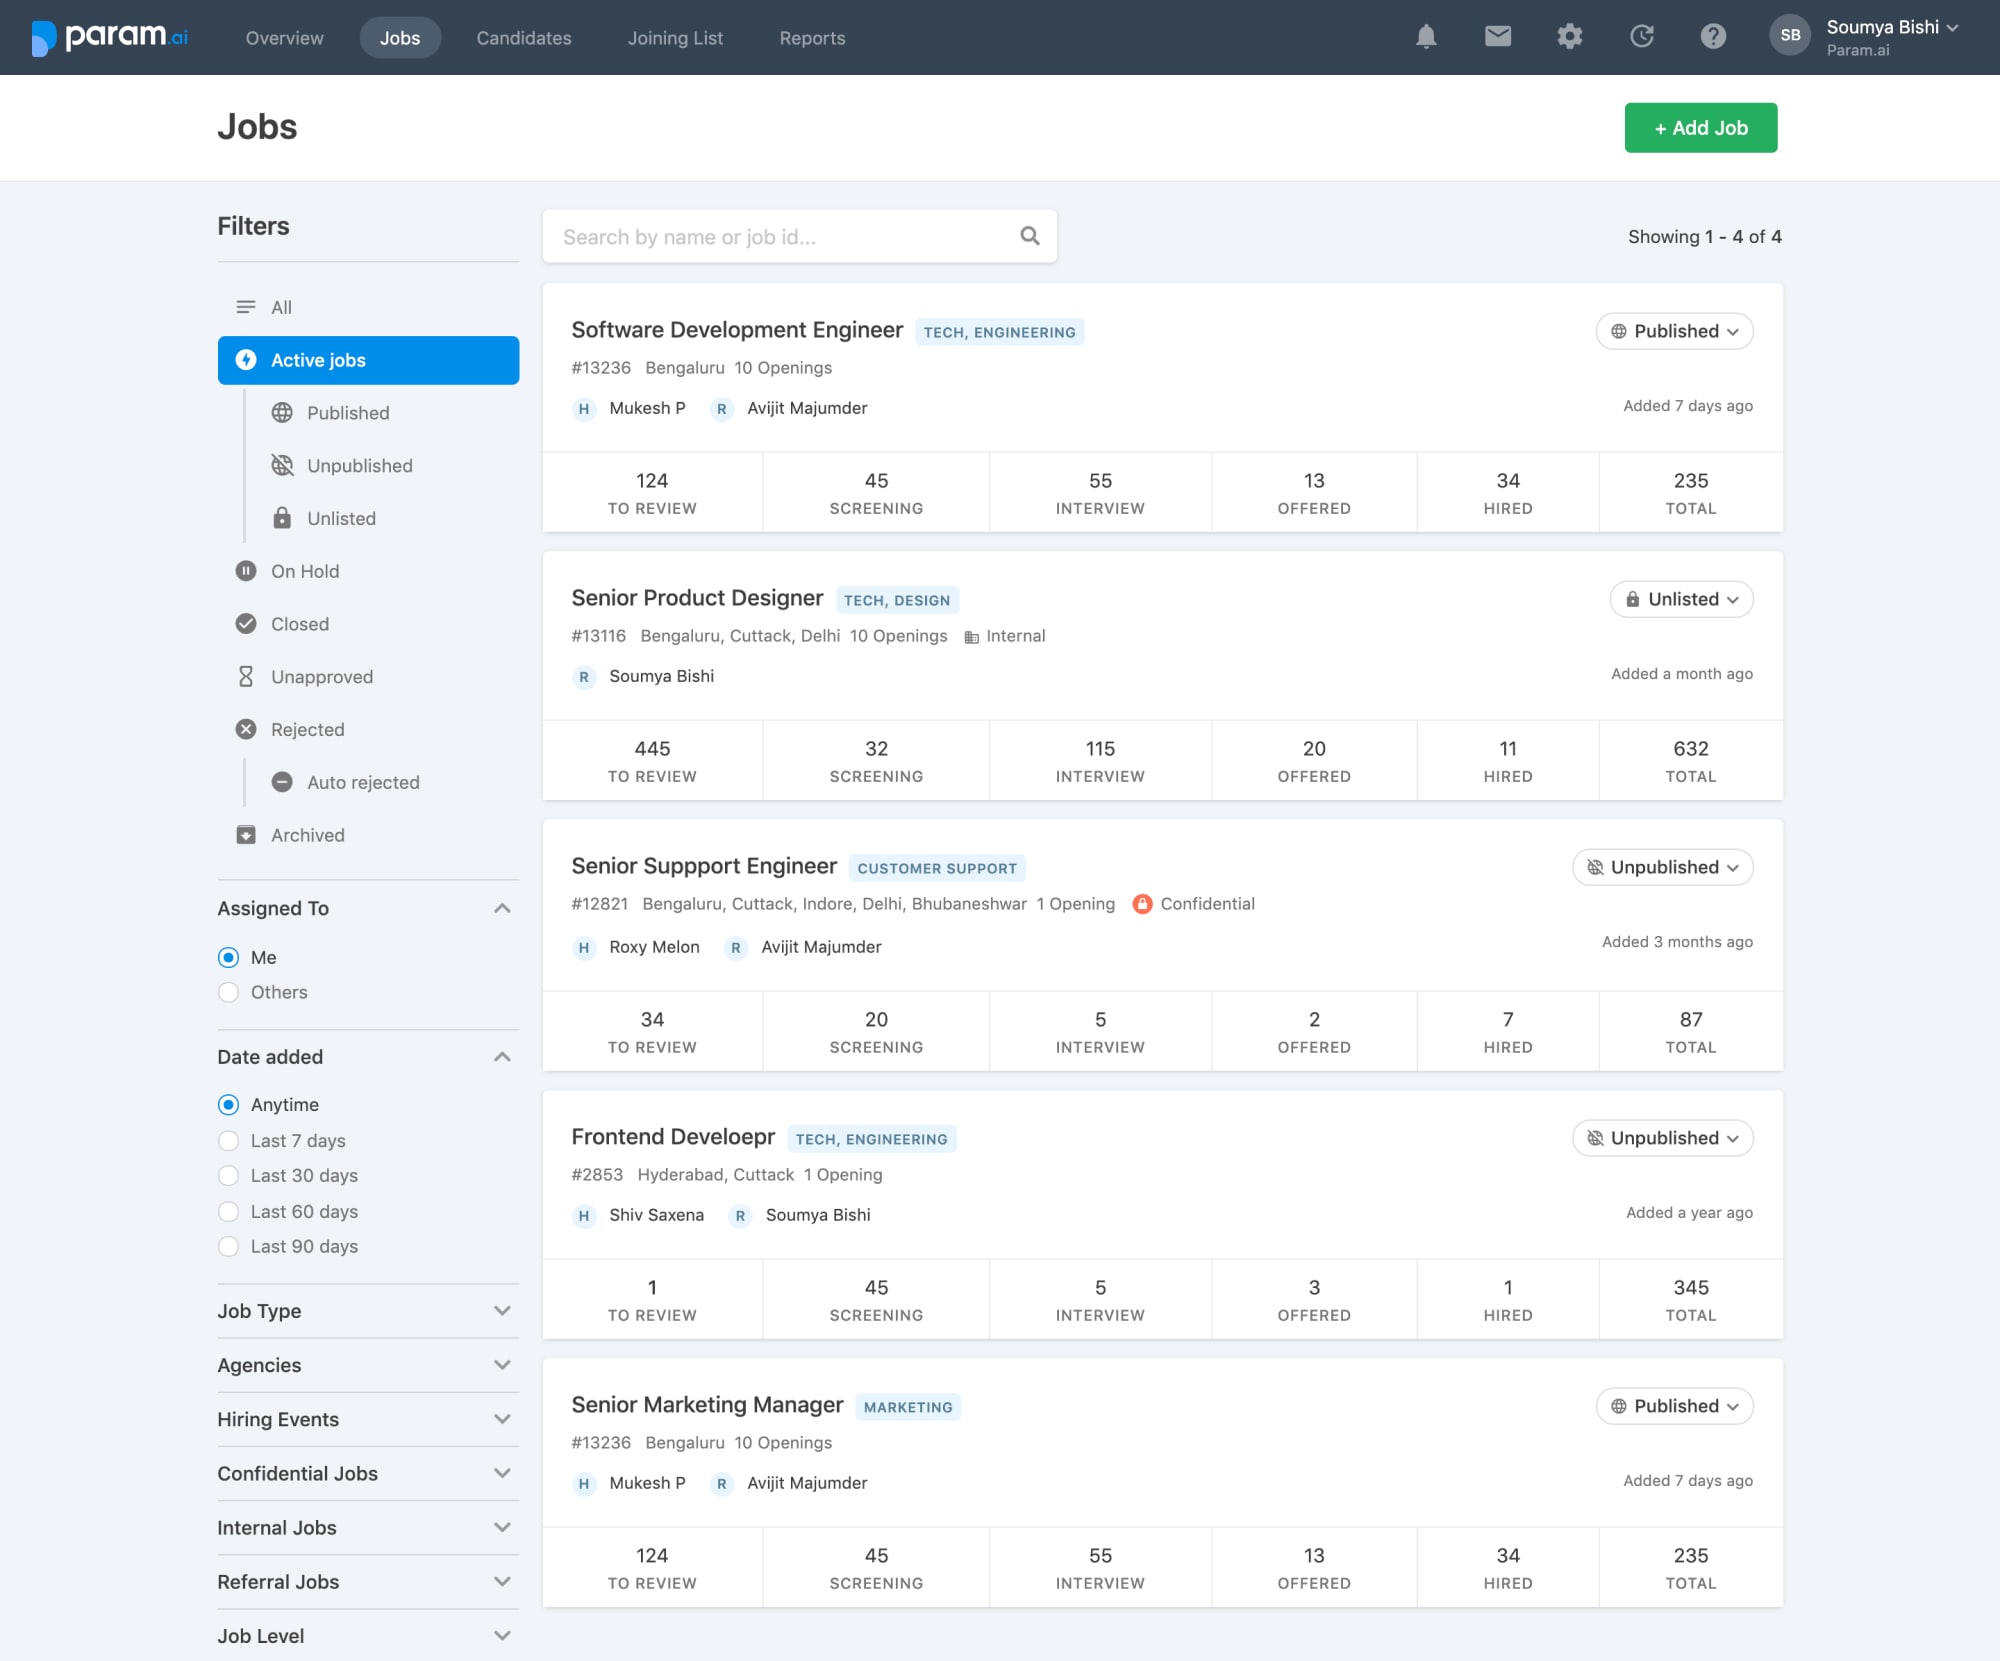 param.ai Overview Jobs Candidates Joining List Reports SB Soumya Bishi
Param.ai
Jobs
+ Add Job
Filters
All
Active jobs
Published
Unpublished
Unlisted
On Hold
Closed
Unapproved
Rejected
Auto rejected
Archived
Assigned To
Me
Others
Date added
Anytime
Last 7 days
Last 30 days
Last 60 days
Last 90 days
Job Type
Agencies
Hiring Events
Confidential Jobs
Internal Jobs
Referral Jobs
Job Level
Search by name or job id...
Showing 1 - 4 of 4
Software Development Engineer TECH, ENGINEERING Published
#13236 Bengaluru 10 Openings
H Mukesh P R Avijit Majumder Added 7 days ago
124 45 55 13 34 235
TO REVIEW SCREENING INTERVIEW OFFERED HIRED TOTAL
Senior Product Designer TECH, DESIGN Unlisted
#13116 Bengaluru, Cuttack, Delhi 10 Openings Internal
R Soumya Bishi Added a month ago
445 32 115 20 11 632
TO REVIEW SCREENING INTERVIEW OFFERED HIRED TOTAL
Senior Suppport Engineer CUSTOMER SUPPORT Unpublished
#12821 Bengaluru, Cuttack, Indore, Delhi, Bhubaneshwar 1 Opening Confidential
H Roxy Melon R Avijit Majumder Added 3 months ago
34 20 5 2 7 87
TO REVIEW SCREENING INTERVIEW OFFERED HIRED TOTAL
Frontend Develoepr TECH, ENGINEERING Unpublished
#2853 Hyderabad, Cuttack 1 Opening
H Shiv Saxena R Soumya Bishi Added a year ago
1 45 5 3 1 345
TO REVIEW SCREENING INTERVIEW OFFERED HIRED TOTAL
Senior Marketing Manager MARKETING Published
#13236 Bengaluru 10 Openings
H Mukesh P R Avijit Majumder Added 7 days ago
124 45 55 13 34 235
TO REVIEW SCREENING INTERVIEW OFFERED HIRED TOTAL